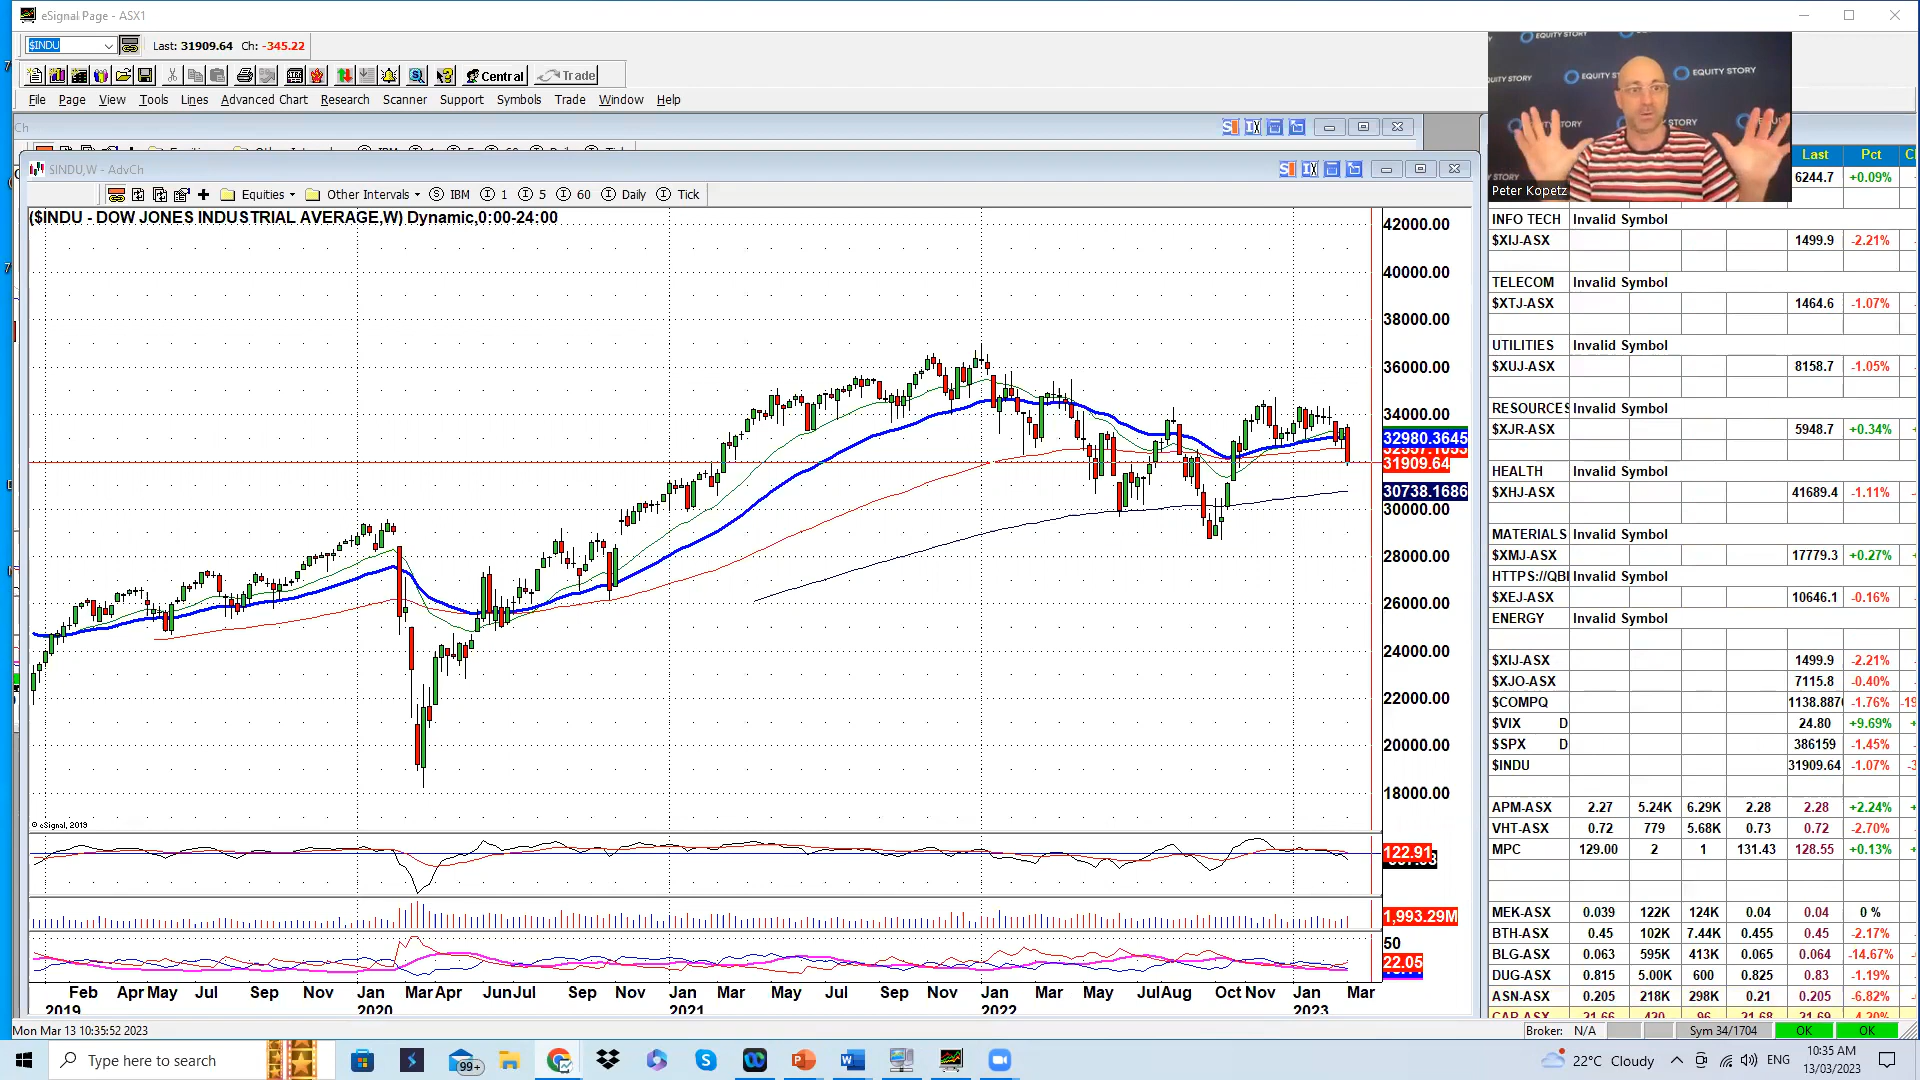 eSignal Page - ASX1
$INDU Last: 31909.64 Ch: -345.22
Central Trade
File Page View Tools Lines Advanced Chart Research Scanner Support Symbols Trade Window Help
$INDU,W - AdvCh
Equities Other Intervals IBM 1 5 60 Daily Tick
($INDU - DOW JONES INDUSTRIAL AVERAGE,W) Dynamic,0:00-24:00
42000.00
40000.00
38000.00
36000.00
34000.00
32980.3645
31909.64
30738.1686
30000.00
28000.00
26000.00
24000.00
22000.00
20000.00
18000.00
© eSignal, 2019
122.91
1,993.29M
50
22.05
Feb Apr May Jul Sep Nov Jan Mar Apr Jun Jul Sep Nov Jan Mar May Jul Sep Nov Jan Mar May Jul Aug Oct Nov Jan Mar
2019 2020 2021 2022 2023
EQUITY STORY
EQUITY STORY
Peter Kopetz
Last Pct
6244.7 +0.09%
INFO TECH Invalid Symbol
$XIJ-ASX 1499.9 -2.21%
TELECOM Invalid Symbol
$XTJ-ASX 1464.6 -1.07%
UTILITIES Invalid Symbol
$XUJ-ASX 8158.7 -1.05%
RESOURCES Invalid Symbol
$XJR-ASX 5948.7 +0.34%
HEALTH Invalid Symbol
$XHJ-ASX 41689.4 -1.11%
MATERIALS Invalid Symbol
$XMJ-ASX 17779.3 +0.27%
HTTPS://QBI Invalid Symbol
$XEJ-ASX 10646.1 -0.16%
ENERGY Invalid Symbol
$XIJ-ASX 1499.9 -2.21%
$XJO-ASX 7115.8 -0.40%
$COMPQ 1138.887 -1.76% -19
$VIX D 24.80 +9.69%
$SPX D 386159 -1.45%
$INDU 31909.64 -1.07% -3
APM-ASX 2.27 5.24K 6.29K 2.28 2.28 +2.24%
VHT-ASX 0.72 779 5.68K 0.73 0.72 -2.70%
MPC 129.00 2 1 131.43 128.55 +0.13%
MEK-ASX 0.039 122K 124K 0.04 0.04 0 %
BTH-ASX 0.45 102K 7.44K 0.455 0.45 -2.17%
BLG-ASX 0.063 595K 413K 0.065 0.064 -14.67%
DUG-ASX 0.815 5.00K 600 0.825 0.83 -1.19%
ASN-ASX 0.205 218K 298K 0.21 0.205 -6.82%
Mon Mar 13 10:35:52 2023
Broker: N/A Sym 34/1704 OK OK
Type here to search
99+
22°C Cloudy ENG 10:35 AM
13/03/2023